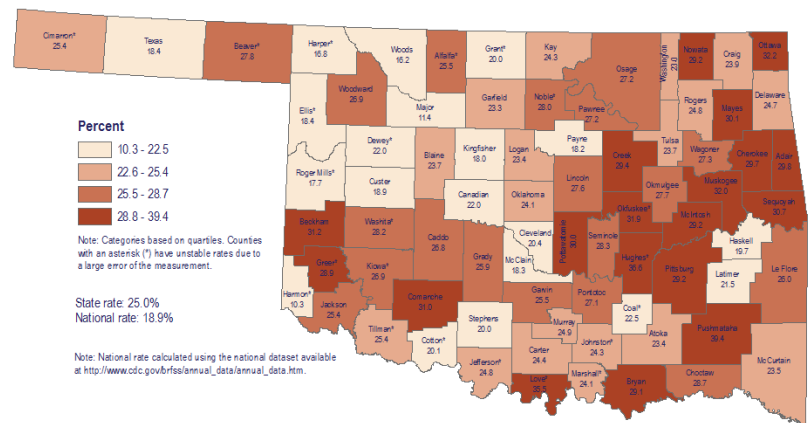 Cimarron*
25.4
Texas
18.4
Beaver*
27.8
Harper*
16.8
Woods
16.2
Alfalfa*
25.5
Grant*
20.0
Kay
24.3
Osage
27.2
Washington
23.0
Nowata
29.2
Craig
23.9
Ottawa
32.2
Woodward
26.9
Ellis*
18.4
Major
11.4
Garfield
23.3
Noble*
28.0
Pawnee
27.2
Rogers
24.8
Mayes
30.1
Delaware
24.7
Percent
10.3 - 22.5
22.6 - 25.4
25.5 - 28.7
28.8 - 39.4
Dewey*
22.0
Blaine
23.7
Kingfisher
18.0
Logan
23.4
Payne
18.2
Creek
29.4
Tulsa
23.7
Wagoner
27.3
Cherokee
29.7
Adair
29.8
Roger Mills*
17.7
Custer
18.9
Canadian
22.0
Oklahoma
24.1
Lincoln
27.6
Okmulgee
27.7
Muskogee
32.0
Sequoyah
30.7
Okfuskee*
31.9
McIntosh
29.2
Beckham
31.2
Washita*
28.2
Caddo
26.8
Grady
25.9
Cleveland
20.4
McClain
18.3
Pottawatomie
30.0
Seminole
28.3
Hughes*
Haskell
19.7
Note: Categories based on quartiles. Counties
with an asterisk (*) have unstable rates due to
a large error of the measurement.
Greer*
28.9
Kiowa*
26.9
Pittsburg
29.2
Latimer
21.5
Le Flore
26.0
Harmon*
10.3
Jackson
25.4
Comanche
31.0
Garvin
25.5
Pontotoc
27.1
Coal*
22.5
State rate: 25.0%
National rate: 18.9%
Tillman*
25.4
Stephens
20.0
Murray
24.9
Johnston*
24.3
Atoka
23.4
Pushmataha
39.4
McCurtain
23.5
Cotton*
20.1
Jefferson*
24.8
Carter
24.4
Love*
Marshall*
24.1
Bryan
29.1
Choctaw
28.7
Note: National rate calculated using the national dataset available
at http://www.cdc.gov/brfss/annual_data/annual_data.htm.